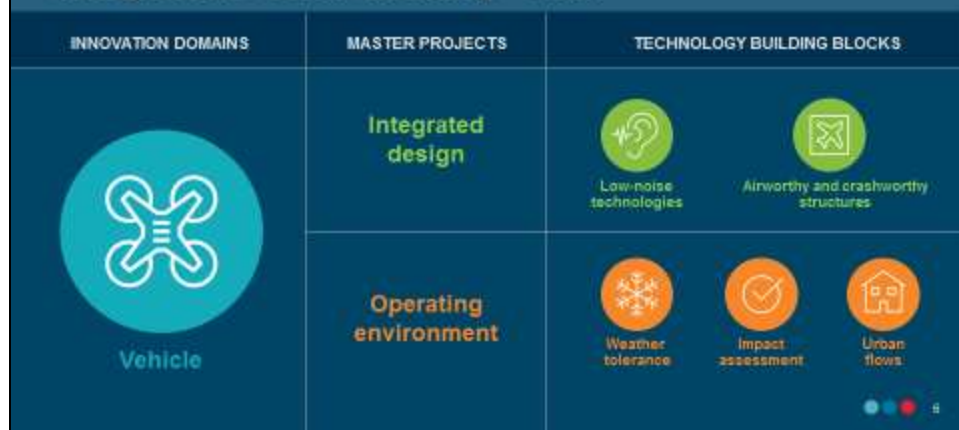 INNOVATION DOMAINS
MASTER PROJECTS
TECHNOLOGY BUILDING BLOCKS
Vehicle
Integrated
design
Low-noise
technologies
Airworthy and crashworthy
structures
Operating
environment
Weather
tolerance
Impact
assessment
Urban
flows